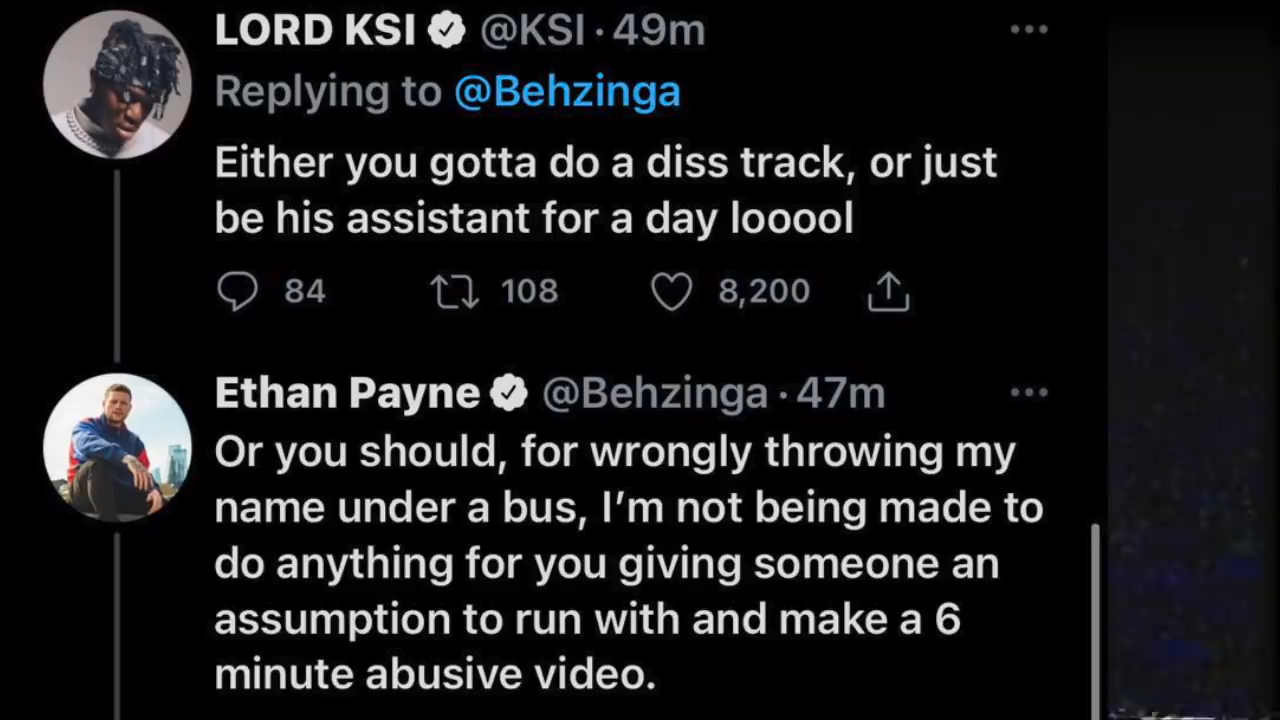 LORD KSI @KSI · 49m
Replying to @Behzinga
Either you gotta do a diss track, or just
be his assistant for a day looool
84 108 8,200
Ethan Payne @Behzinga · 47m
Or you should, for wrongly throwing my
name under a bus, I’m not being made to
do anything for you giving someone an
assumption to run with and make a 6
minute abusive video.